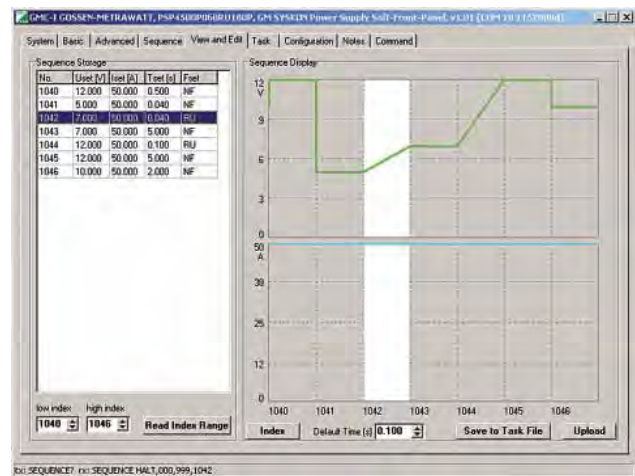 GMC-I GOSSEN-METRAWATT, GM SYSKON Power Supply Soft-Front-Panel,
System Basic Advanced Sequence View and Edit Task Configuration Notes Command
Sequence Storage
No. Uset [V] Iset [A] Tset [s] Fset
1040 12.000 50.000 0.500 NF
1041 5.000 50.000 0.040 NF
1042 7.000 50.000 0.040 RU
1043 7.000 50.000 5.000 NF
1044 12.000 50.000 0.100 RU
1045 12.000 50.000 5.000 NF
1046 10.000 50.000 2.000 NF
low index high index
1040 1046 Read Index Range
Sequence Display
12
V
9
6
3
0
50
A
38
25
12
0
1040 1041 1042 1043 1044 1045 1046
Index Default Time [s] 0.100 Save to Task File Upload
tx: SEQUENCE? rx: SEQUENCE HALT,000,999,1042